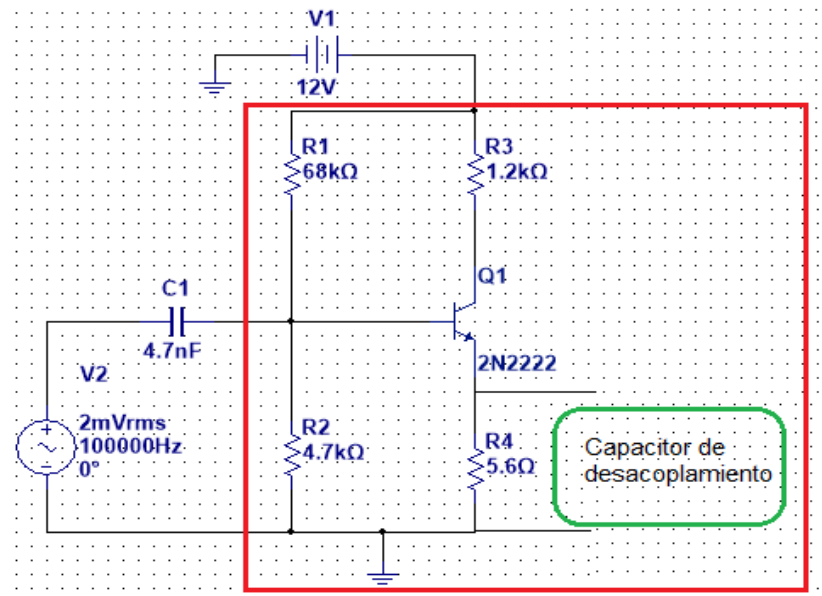 V1
12V
R1
68kΩ
R3
1.2kΩ
Q1
2N2222
C1
4.7nF
V2
2mVrms
100000Hz
0°
R2
4.7kΩ
R4
5.6Ω
Capacitor de
desacoplamiento